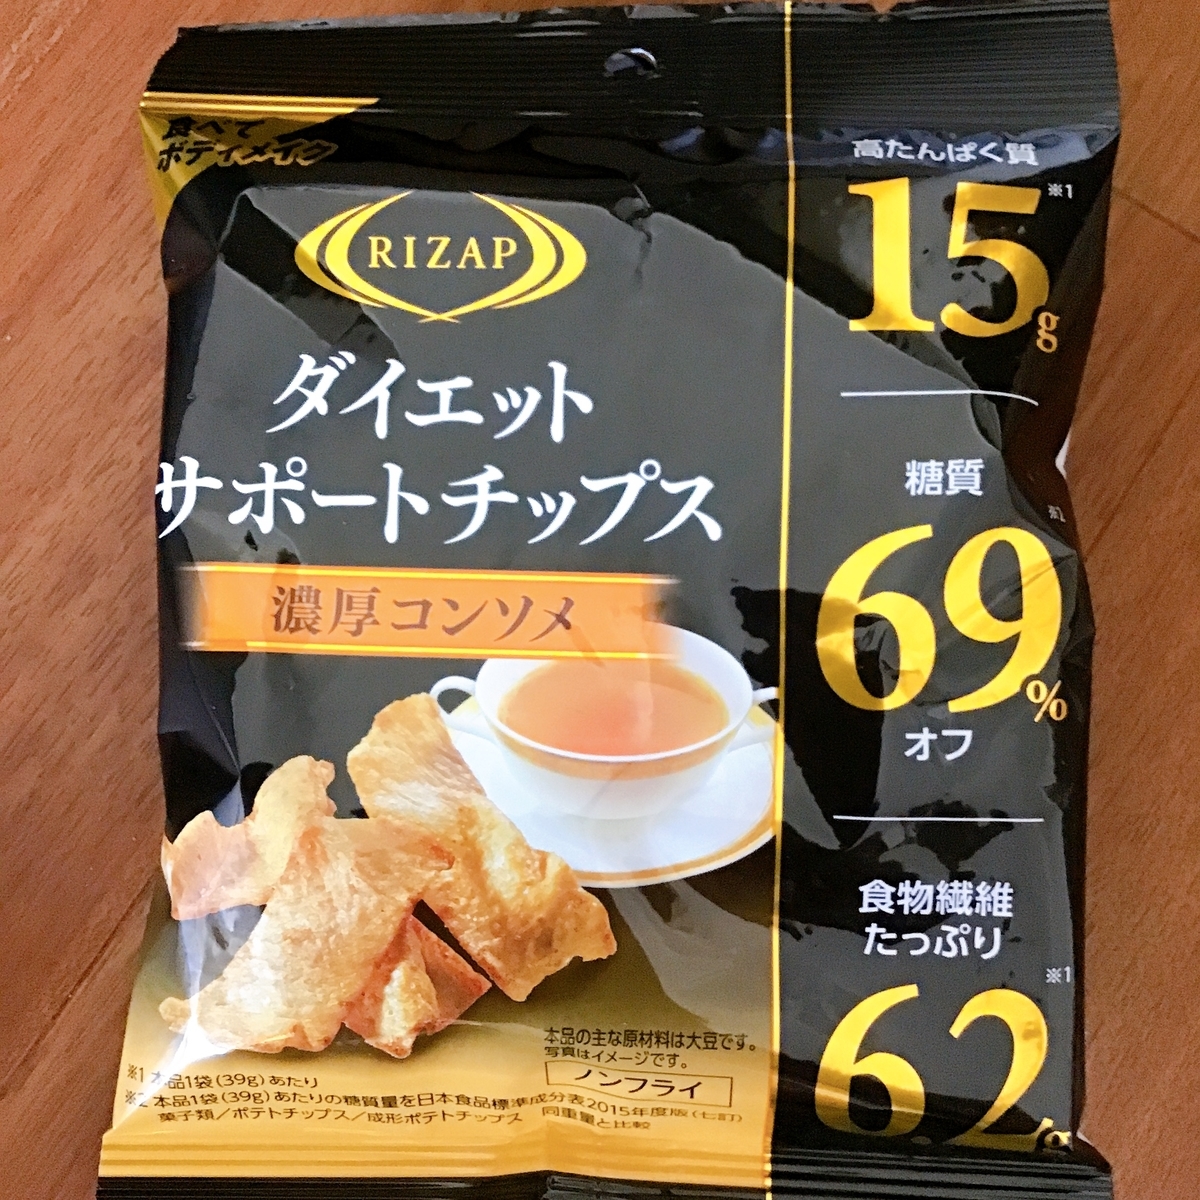 食べて
ボディメイク
RIZAP
ダイエット
サポートチップス
濃厚コンソメ
高たんぱく質
15g※1
糖質
69%※2
オフ
食物繊維
たっぷり
6.2g※1
本品の主な原材料は大豆です。
写真はイメージです。
ノンフライ
※1 本品1袋(39g)あたり
※2 本品1袋(39g)あたりの糖質量を日本食品標準成分表2015年度版(七訂)
菓子類/ポテトチップス/成形ポテトチップス 同重量と比較